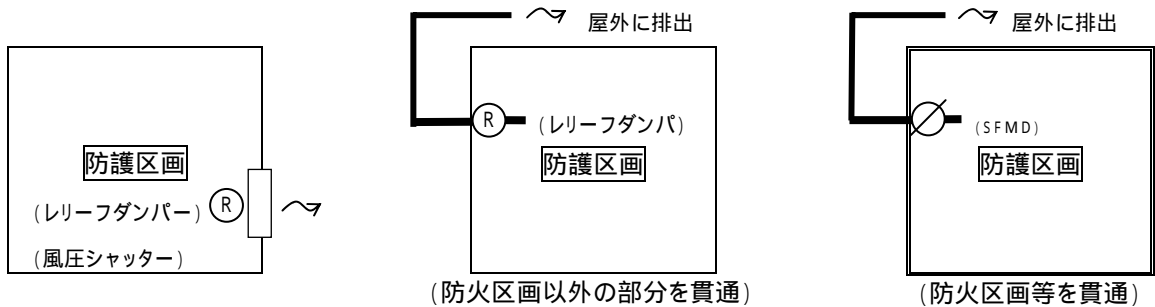 防護区画
(レリーフダンパー) R
(風圧シャッター)
屋外に排出
R (レリーフダンパ)
防護区画
(防火区画以外の部分を貫通)
屋外に排出
(SFMD)
防護区画
(防火区画等を貫通)